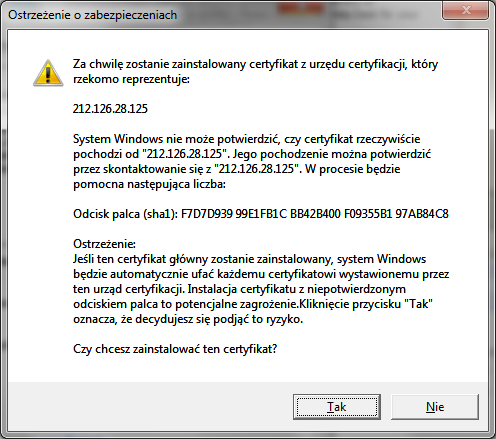 Ostrzeżenie o zabezpieczeniach
Za chwilę zostanie zainstalowany certyfikat z urzędu certyfikacji, który
rzekomo reprezentuje:
212.126.28.125
System Windows nie może potwierdzić, czy certyfikat rzeczywiście
pochodzi od "212.126.28.125". Jego pochodzenie można potwierdzić
przez skontaktowanie się z "212.126.28.125". W procesie będzie
pomocna następująca liczba:
Odcisk palca (sha1): F7D7D939 99E1FB1C BB42B400 F09355B1 97AB84C8
Ostrzeżenie:
Jeśli ten certyfikat główny zostanie zainstalowany, system Windows
będzie automatycznie ufać każdemu certyfikatowi wystawionemu przez
ten urząd certyfikacji. Instalacja certyfikatu z niepotwierdzonym
odciskiem palca to potencjalne zagrożenie.Kliknięcie przycisku "Tak"
oznacza, że decydujesz się podjąć to ryzyko.
Czy chcesz zainstalować ten certyfikat?
Tak
Nie